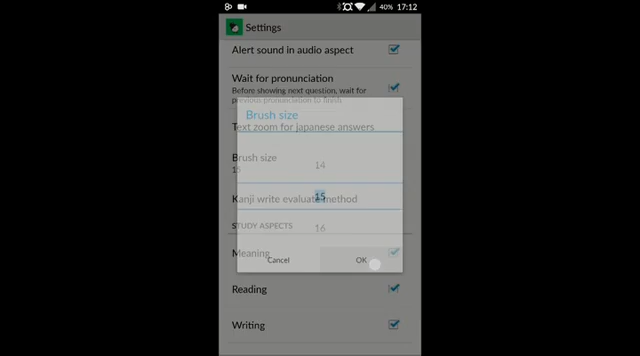 40% 17:12
Settings
Alert sound in audio aspect
Wait for pronunciation
Before showing next question, wait for
previous pronunciation to finish
Brush size
Text zoom for japanese answers
Brush size
15
14
Kanji write evaluate method
15
STUDY ASPECTS
16
Meaning
Cancel
OK
Reading
Writing